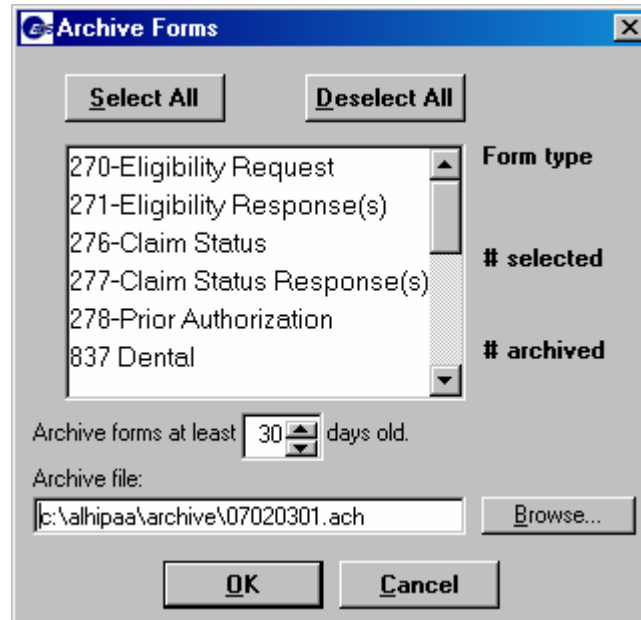 Archive Forms
Select All
Deselect All
270-Eligibility Request
271-Eligibility Response(s)
276-Claim Status
277-Claim Status Response(s)
278-Prior Authorization
837 Dental
Form type
# selected
# archived
Archive forms at least 30 days old.
Archive file:
c:\alhipaa\archive\07020301.ach
Browse...
OK
Cancel